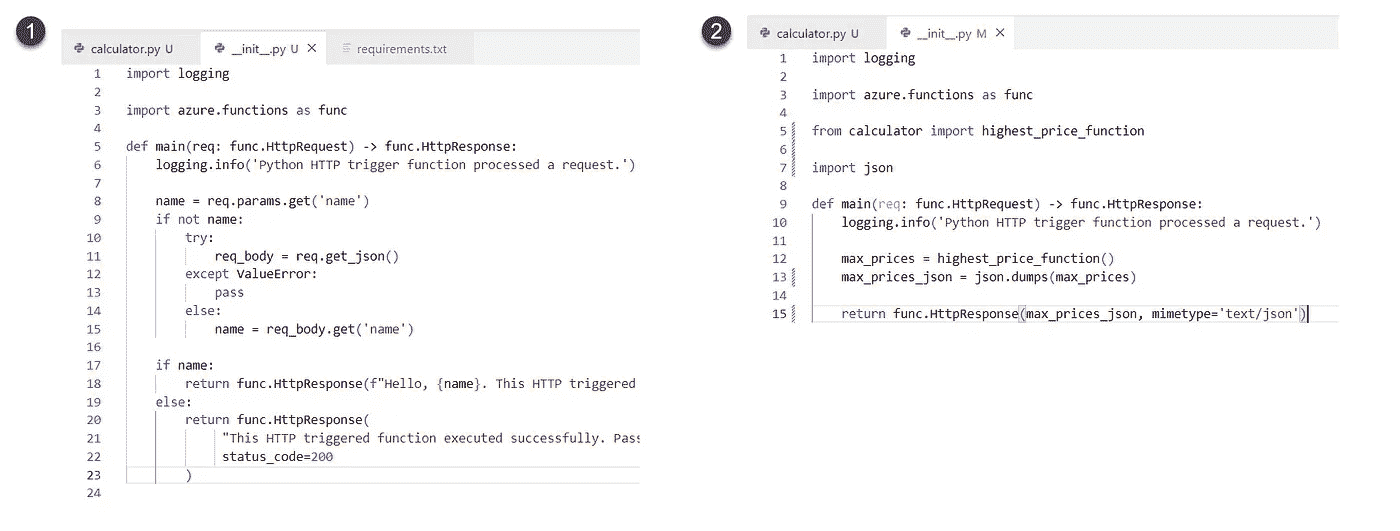 1
calculator.py U
__init__.py U
requirements.txt
1 import logging
2
3 import azure.functions as func
4
5 def main(req: func.HttpRequest) -> func.HttpResponse:
6 logging.info('Python HTTP trigger function processed a request.')
7
8 name = req.params.get('name')
9 if not name:
10 try:
11 req_body = req.get_json()
12 except ValueError:
13 pass
14 else:
15 name = req_body.get('name')
16
17 if name:
18 return func.HttpResponse(f"Hello, {name}. This HTTP triggered
19 else:
20 return func.HttpResponse(
21 "This HTTP triggered function executed successfully. Pass
22 status_code=200
23 )
24
2
calculator.py U
__init__.py M
1 import logging
2
3 import azure.functions as func
4
5 from calculator import highest_price_function
6
7 import json
8
9 def main(req: func.HttpRequest) -> func.HttpResponse:
10 logging.info('Python HTTP trigger function processed a request.')
11
12 max_prices = highest_price_function()
13 max_prices_json = json.dumps(max_prices)
14
15 return func.HttpResponse(max_prices_json, mimetype='text/json')